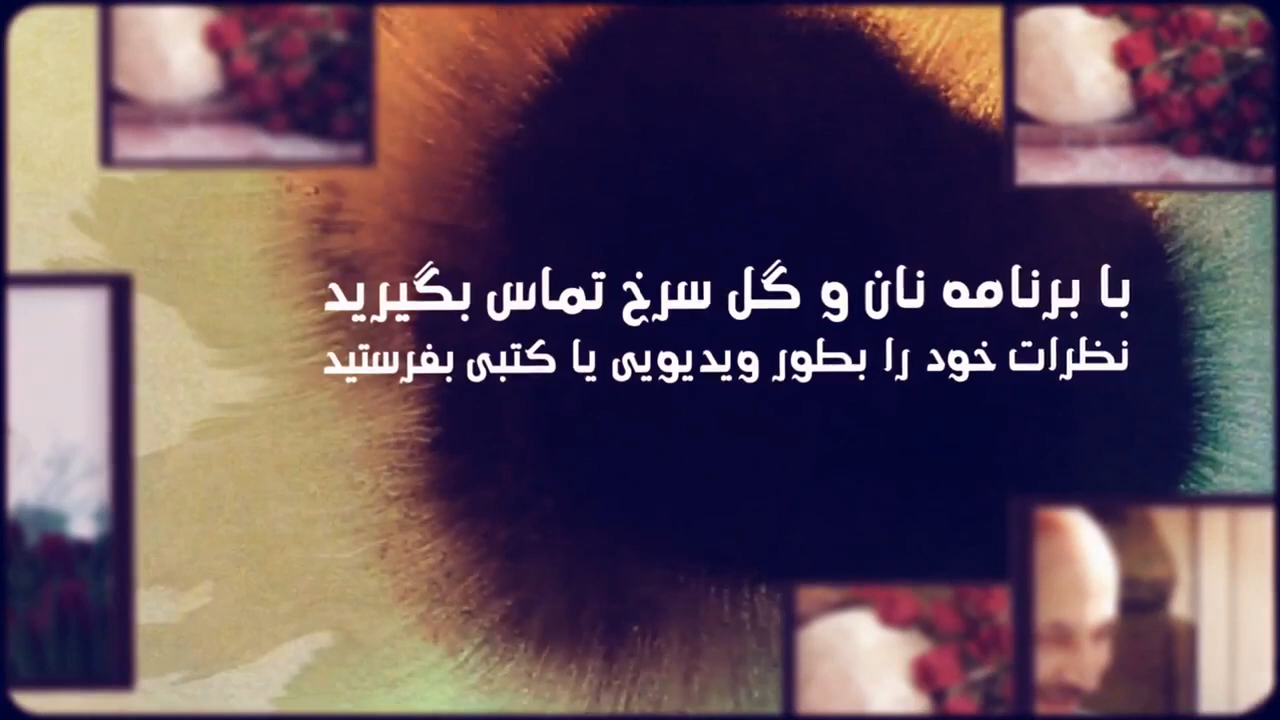 با برنامه نان و گل سرخ تماس بگیرید
نظرات خود را بطور ویدیویی یا کتبی بفرستید